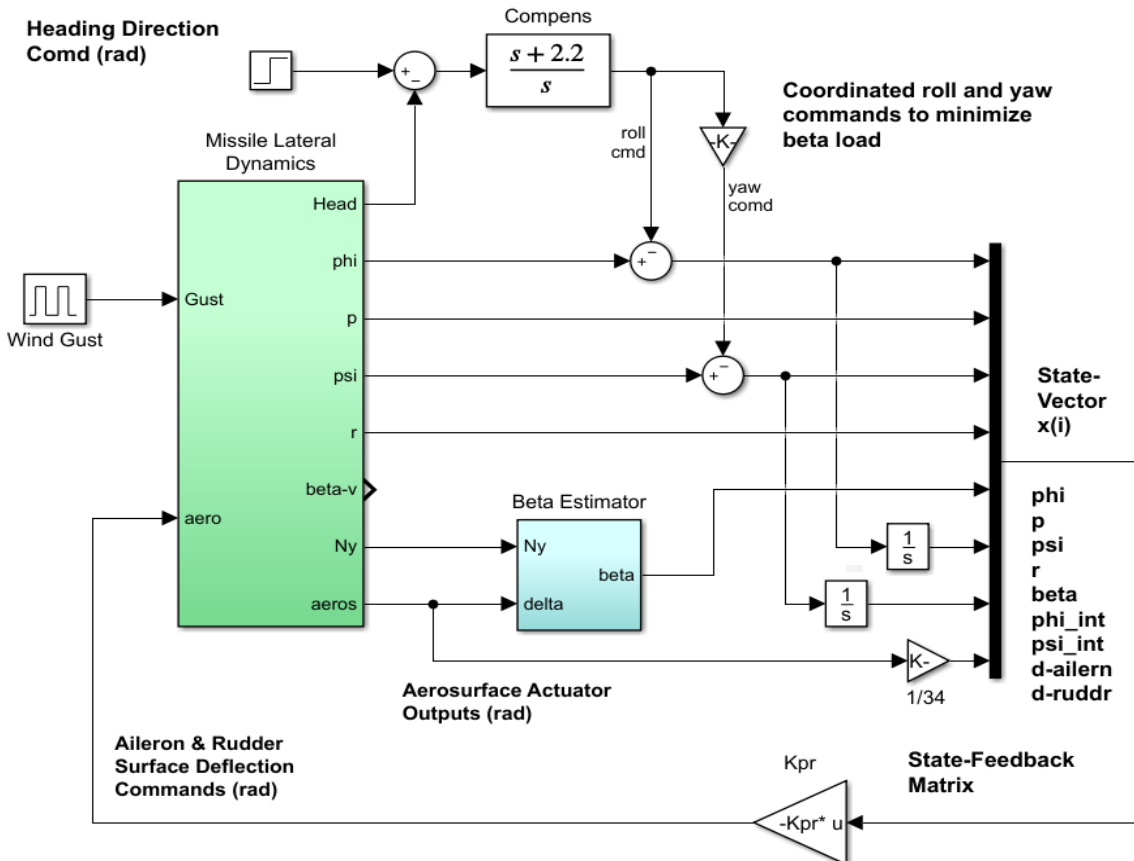 Heading Direction
Comd (rad)
Compens
s + 2.2
s
+
−
Coordinated roll and yaw
commands to minimize
beta load
roll
cmd
-K-
yaw
comd
Missile Lateral
Dynamics
Head
phi
+
−
Gust
p
Wind Gust
psi
+
−
r
State-
Vector
x(i)
beta-v
aero
Ny
aeros
Beta Estimator
Ny
beta
delta
1
s
1
s
K-
1/34
phi
p
psi
r
beta
phi_int
psi_int
d-ailern
d-ruddr
Aerosurface Actuator
Outputs (rad)
Aileron & Rudder
Surface Deflection
Commands (rad)
Kpr
-Kpr* u
State-Feedback
Matrix